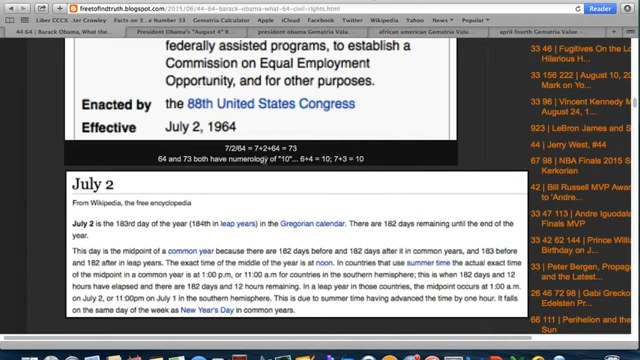 freetofindtruth.blogspot.com/2015/06/44-64-barack-obama-what-64-civil-rights.html
Reader
Liber CCCC
Facts on 33
Number 33
Gematria Calculator
Apple
iCloud
Facebook
Twitter
Wikipedia
Yahoo
News
Popular
44 64 | Barack Obama, What the...
President Obama's "August 4" B...
president obama Gematria Valu...
african american Gematria Valu...
april fourth Gematria Value -...
federally assisted programs, to establish a
Commission on Equal Employment
Opportunity, and for other purposes.
Enacted by the 88th United States Congress
Effective July 2, 1964
7/2/64 = 7+2+64 = 73
64 and 73 both have numerology of "10"... 6+4 = 10; 7+3 = 10
July 2
From Wikipedia, the free encyclopedia
July 2 is the 183rd day of the year (184th in leap years) in the Gregorian calendar. There are 182 days remaining until the end of the
year.
This day is the midpoint of a common year because there are 182 days before and 182 days after it in common years, and 183 before
and 182 after in leap years. The exact time of the middle of the year is at noon. In countries that use summer time the actual exact time
of the midpoint in a common year is at 1:00 p.m, or 11:00 a.m for countries in the southern hemisphere; this is when 182 days and 12
hours have elapsed and there are 182 days and 12 hours remaining. In a leap year in those countries, the midpoint occurs at 1:00 a.m.
on July 2, or 11:00pm on July 1 in the southern hemisphere. This is due to summer time having advanced the time by one hour. It falls
on the same day of the week as New Year's Day in common years.
33 46 | Fugitives On the Lo
Hilarious H
33 156 222 | August 10, 20
Mark on Yo
33 96 | Vincent Kennedy M
August 24, 1
923 | LeBron James and S
44 | Jerry West, #44
67 98 | NBA Finals 2015 S
Kerkorian
42 | Bill Russell MVP Awar
to "Andre
33 47 113 | Andre Iguodala
Finals MVP
33 42 62 144 | Prince Willia
Birthday on J
33 | Peter Bergen, Propaga
and the Latest
26 46 72 98 | Gabi Grecko
Edelsten Pr
66 111 | Perihelion and the
Sun